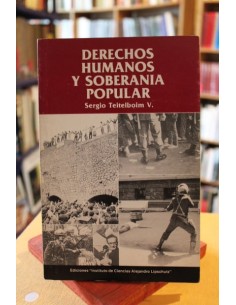 DERECHOS
HUMANOS
Y SOBERANIA
POPULAR
Sergio Teitelboim V.
Ediciones "Instituto de Ciencias Alejandro Lipschutz"